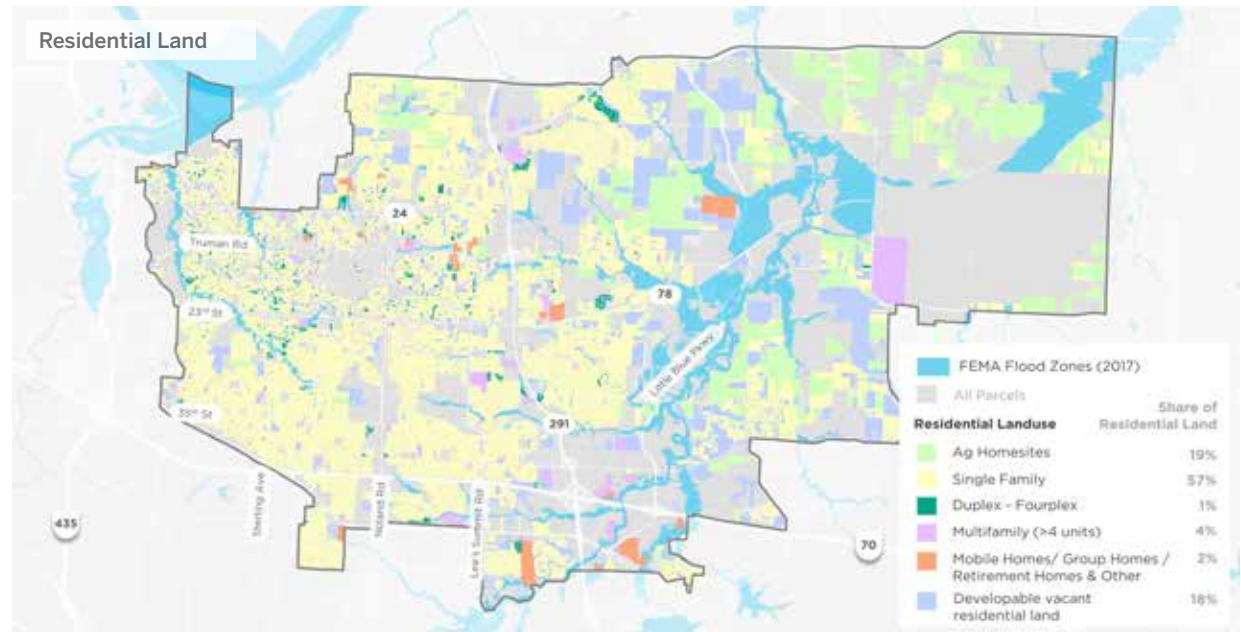 Residential Land
24
Truman Rd
23rd St
78
Little Blue Pkwy
35th St
291
Sterling Ave
Noland Rd
Lee's Summit Rd
435
70
FEMA Flood Zones (2017)
All Parcels
Share of
Residential Landuse Residential Land
Ag Homesites 19%
Single Family 57%
Duplex - Fourplex 1%
Multifamily (>4 units) 4%
Mobile Homes/ Group Homes / 2%
Retirement Homes & Other
Developable vacant 18%
residential land